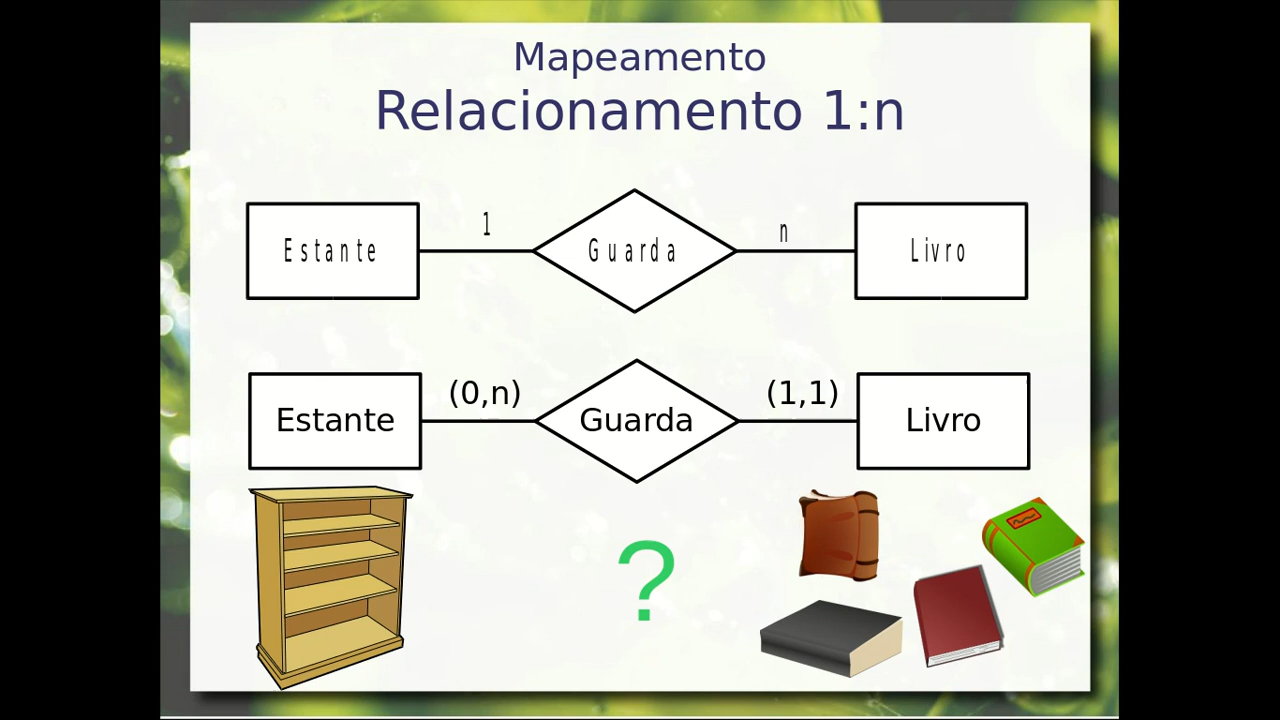 Mapeamento
Relacionamento 1:n
1
n
Estante
Guarda
Livro
(0,n)
(1,1)
Estante
Guarda
Livro
?